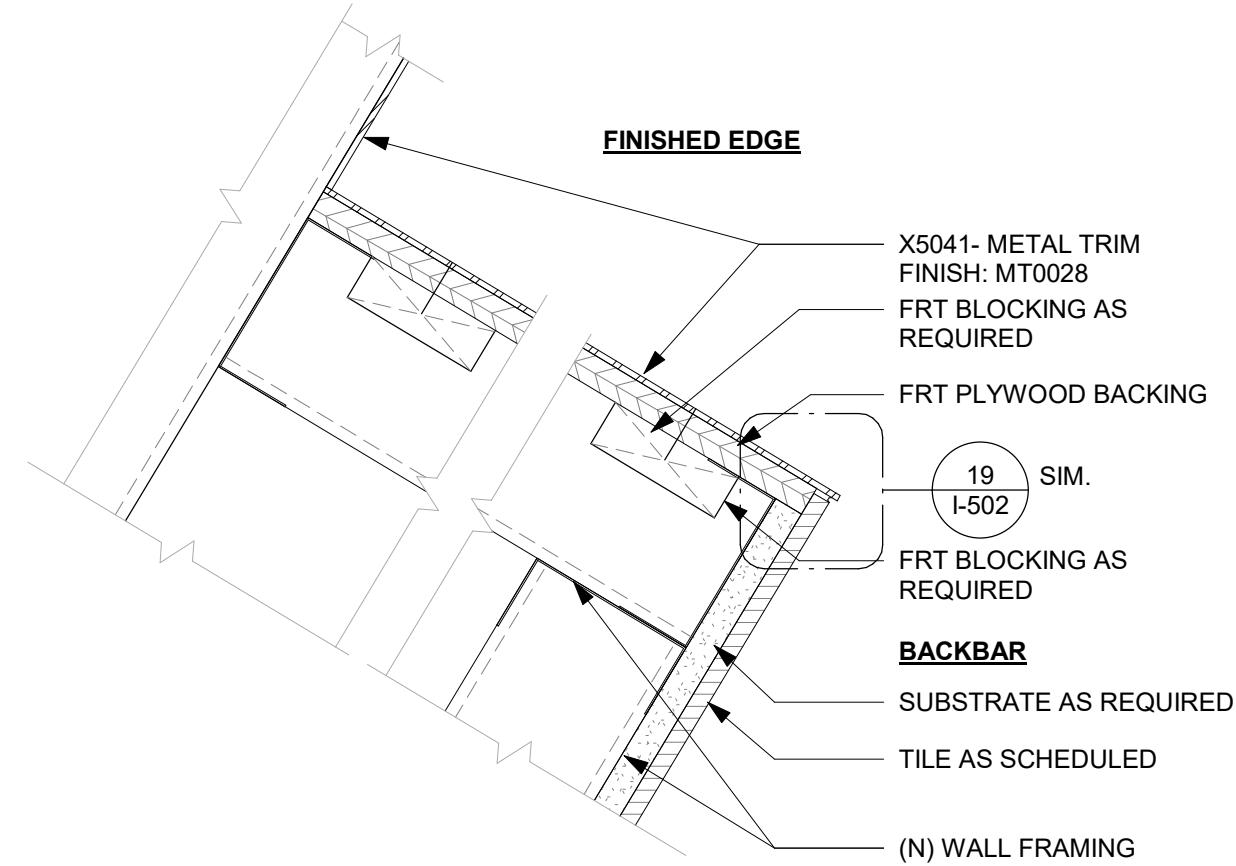 FINISHED EDGE
X5041- METAL TRIM
FINISH: MT0028
FRT BLOCKING AS
REQUIRED
FRT PLYWOOD BACKING
19
I-502
SIM.
FRT BLOCKING AS
REQUIRED
BACKBAR
SUBSTRATE AS REQUIRED
TILE AS SCHEDULED
(N) WALL FRAMING